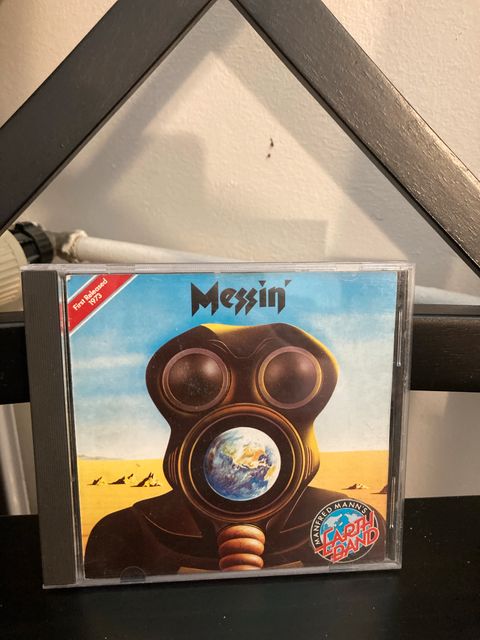 First Released
1973
Messin'
MANFRED MANN'S
EARTH
BAND